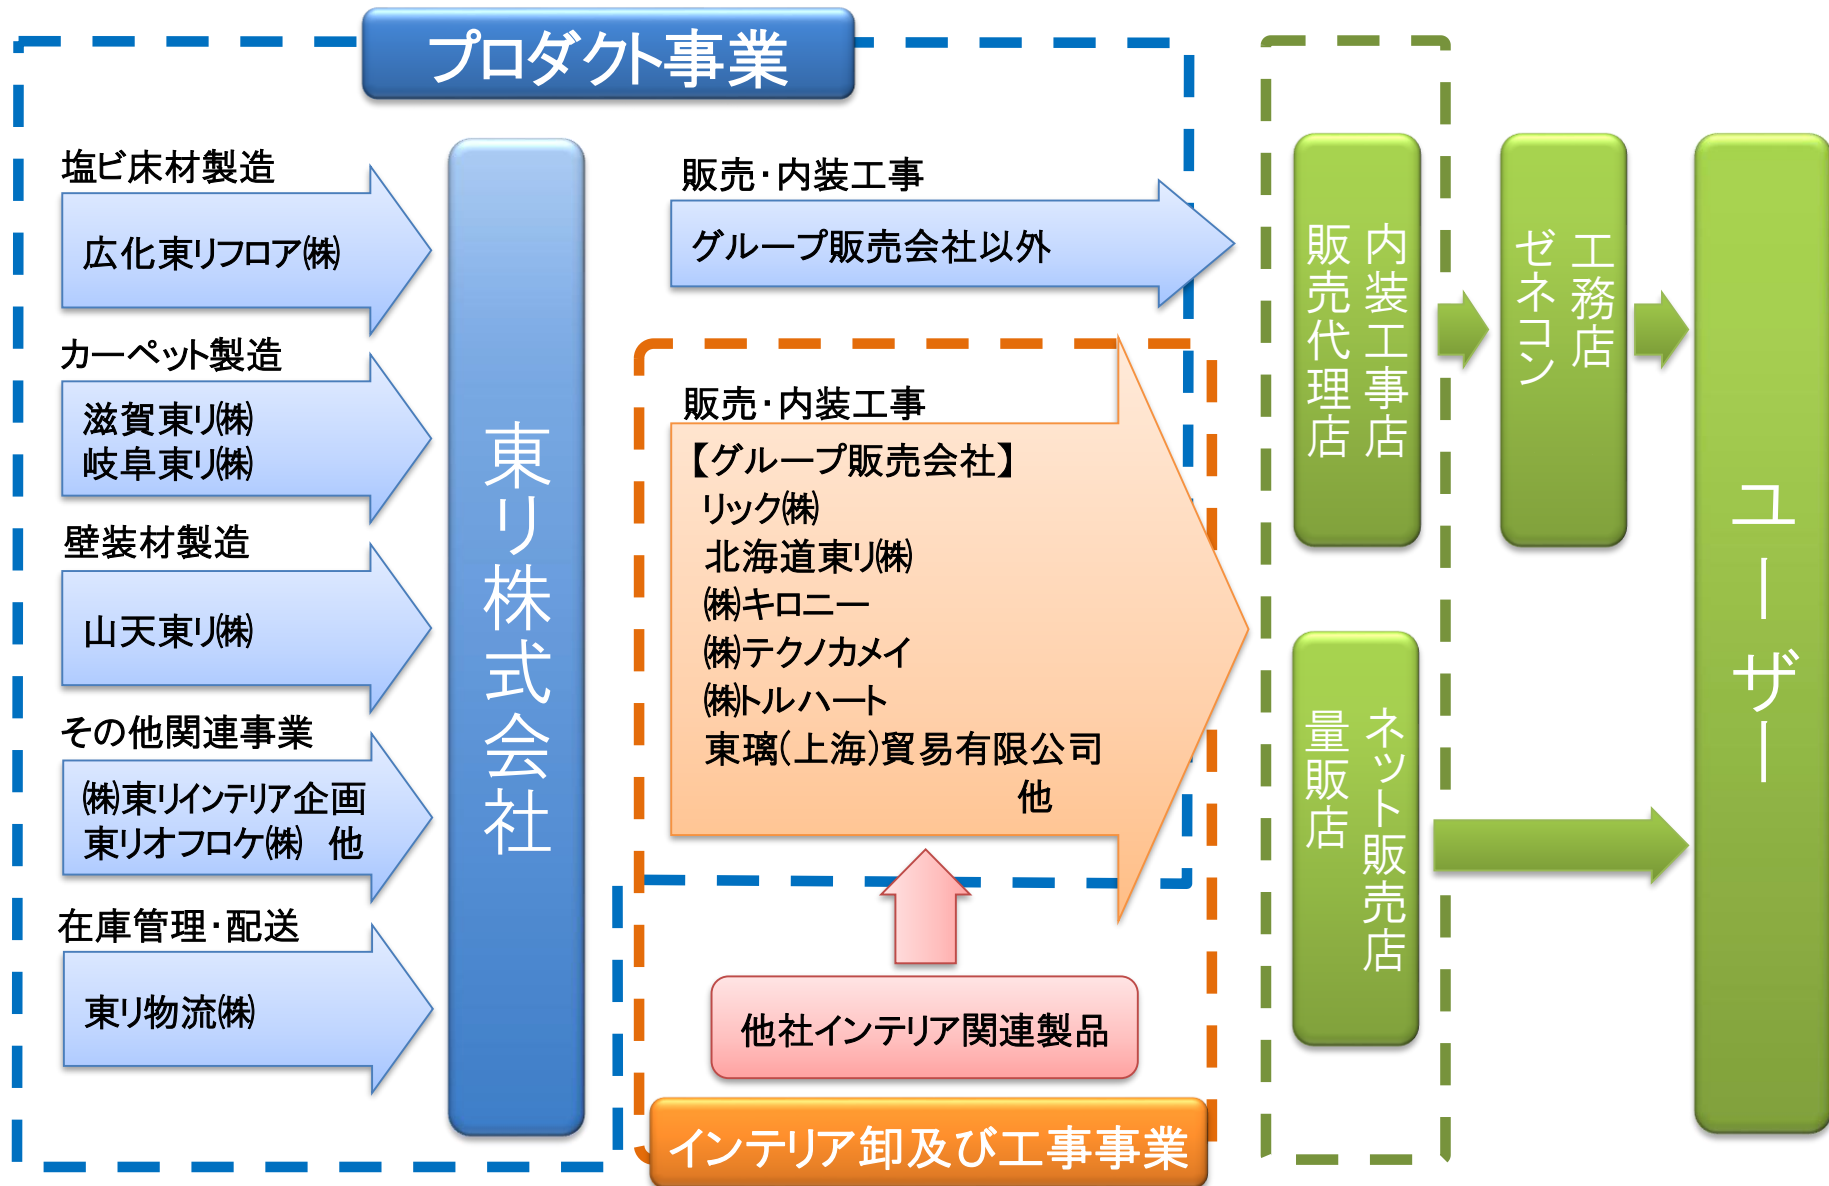 プロダクト事業
塩ビ床材製造
広化東リフロア㈱
カーペット製造
滋賀東リ㈱
岐阜東リ㈱
壁装材製造
山天東リ㈱
その他関連事業
㈱東リインテリア企画
東リオフロケ㈱　他
在庫管理・配送
東リ物流㈱
東リ株式会社
販売・内装工事
グループ販売会社以外
販売・内装工事
【グループ販売会社】
リック㈱
北海道東リ㈱
㈱キロニー
㈱テクノカメイ
㈱トルハート
東璃(上海)貿易有限公司
他
他社インテリア関連製品
インテリア卸及び工事事業
内装工事店
販売代理店
ネット販売店
量販店
工務店
ゼネコン
ユーザー